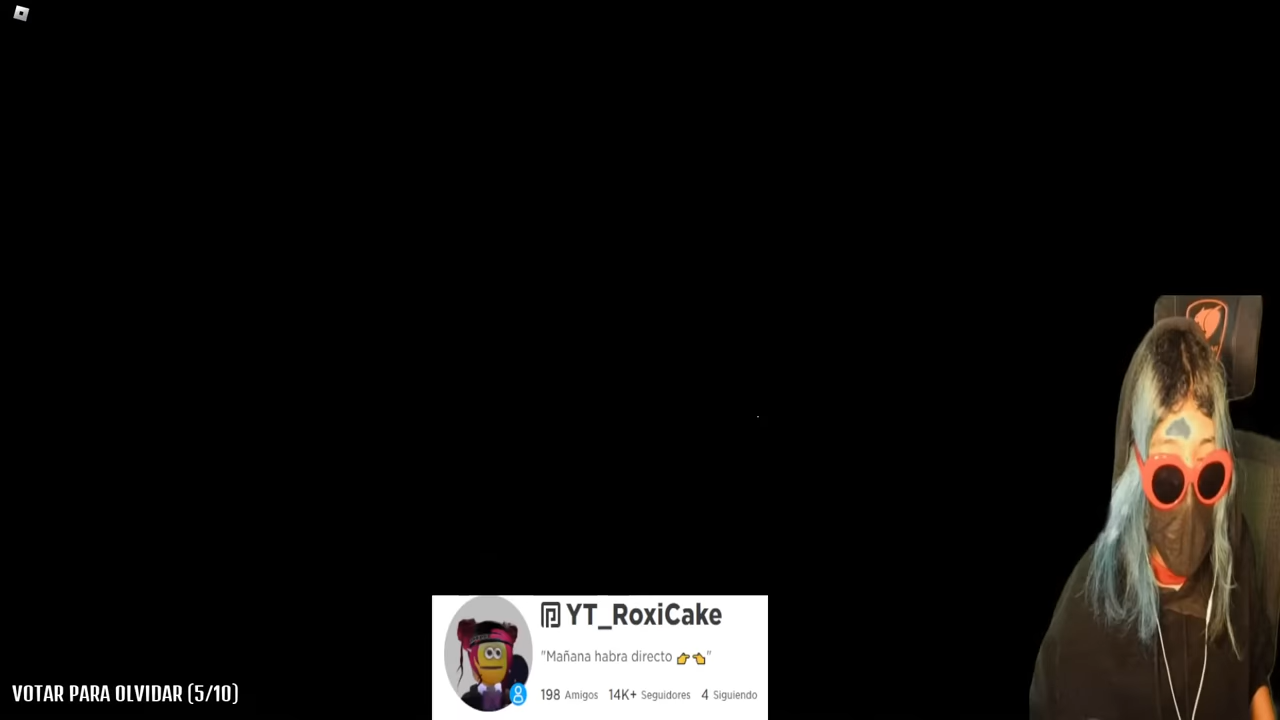 YT_RoxiCake
"Mañana habra directo 👉👈"
198 Amigos 14K+ Seguidores 4 Siguiendo
VOTAR PARA OLVIDAR (5/10)